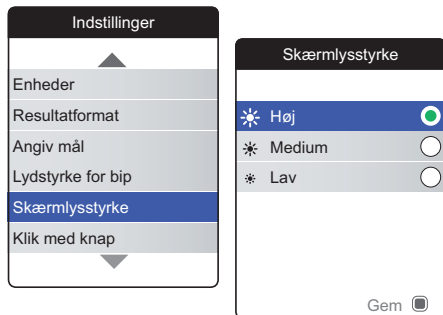 Indstillinger
Enheder
Resultatformat
Angiv mål
Lydstyrke for bip
Skærmlysstyrke
Klik med knap
Skærmlysstyrke
Høj
Medium
Lav
Gem